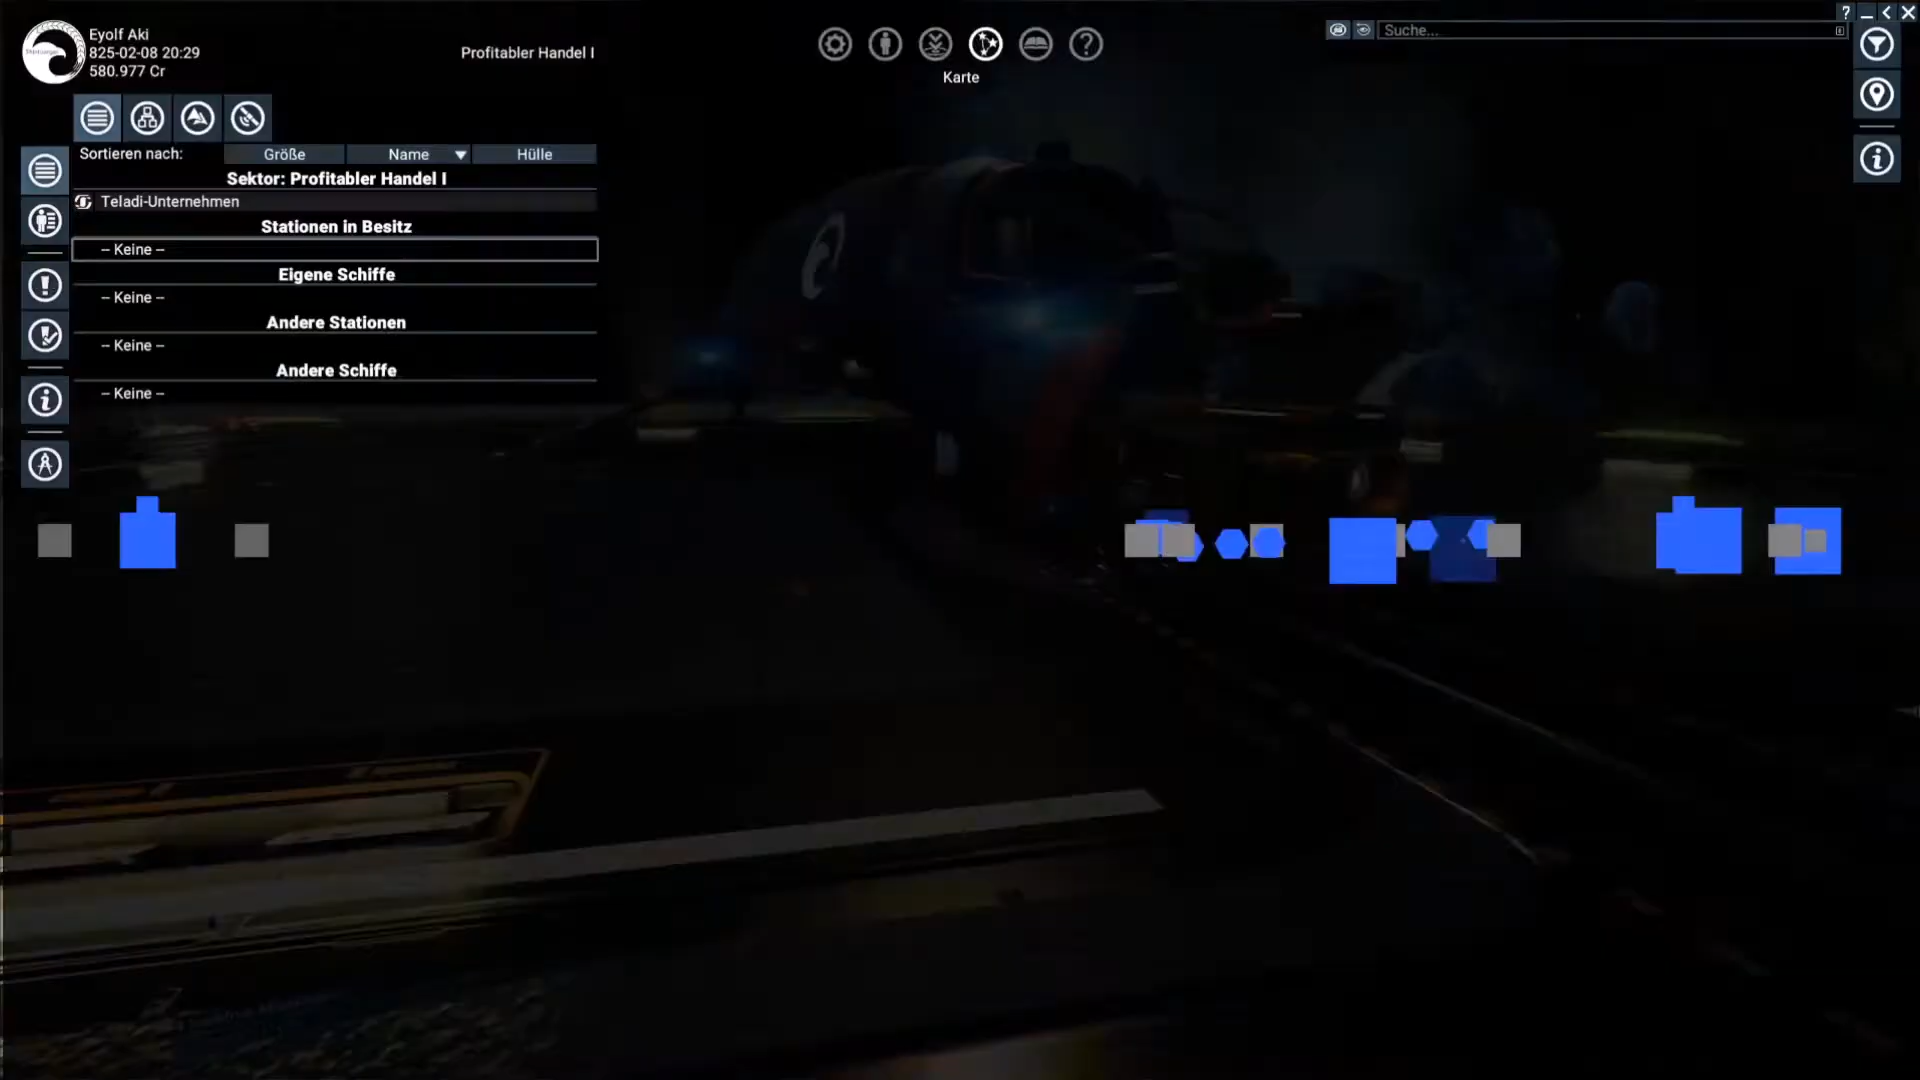 Eyolf Aki
825-02-08 20:29
580.977 Cr
Profitabler Handel I
Karte
Suche...
Sortieren nach:
Größe
Name
Hülle
Sektor: Profitabler Handel I
Teladi-Unternehmen
Stationen in Besitz
-- Keine --
Eigene Schiffe
-- Keine --
Andere Stationen
-- Keine --
Andere Schiffe
-- Keine --